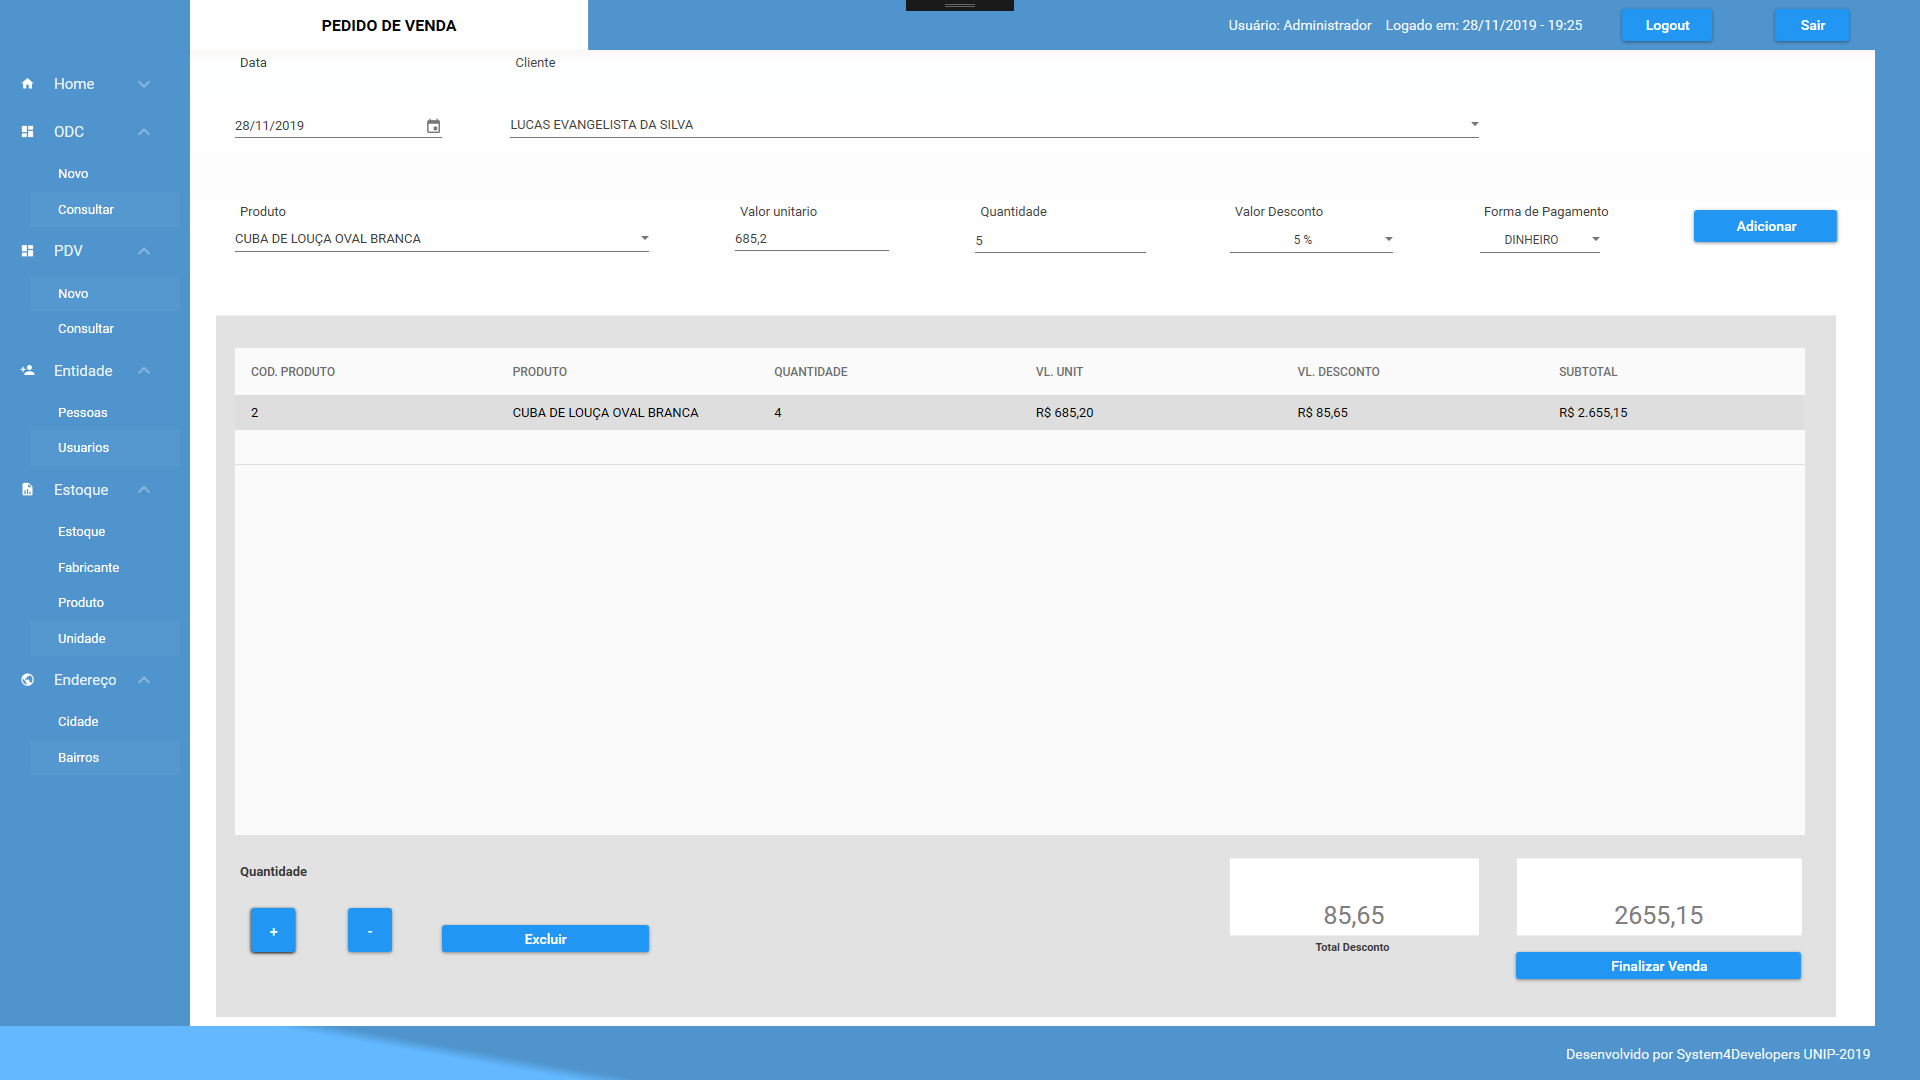 PEDIDO DE VENDA
Usuário: Administrador Logado em: 28/11/2019 - 19:25
Logout
Sair
Home
ODC
Novo
Consultar
PDV
Novo
Consultar
Entidade
Pessoas
Usuarios
Estoque
Estoque
Fabricante
Produto
Unidade
Endereço
Cidade
Bairros
Data Cliente
28/11/2019 LUCAS EVANGELISTA DA SILVA
Produto Valor unitario Quantidade Valor Desconto Forma de Pagamento
CUBA DE LOUÇA OVAL BRANCA 685,2 5 5 % DINHEIRO
Adicionar
COD. PRODUTO PRODUTO QUANTIDADE VL. UNIT VL. DESCONTO SUBTOTAL
2 CUBA DE LOUÇA OVAL BRANCA 4 R$ 685,20 R$ 85,65 R$ 2.655,15
Quantidade
+ - Excluir
85,65
Total Desconto
2655,15
Finalizar Venda
Desenvolvido por System4Developers UNIP-2019